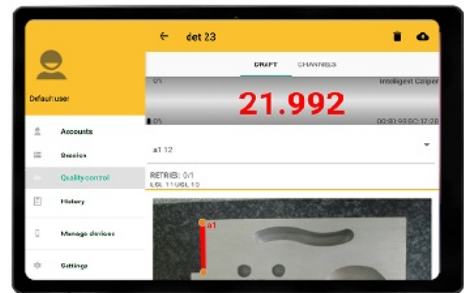 ← det 23
DRAFT CHANNELS
0% Intelligent Caliper
21.992
0%
Default user
Accounts
Session
Quality control
History
Manage devices
Settings
a1 12
RETRIES: 0/1
a1